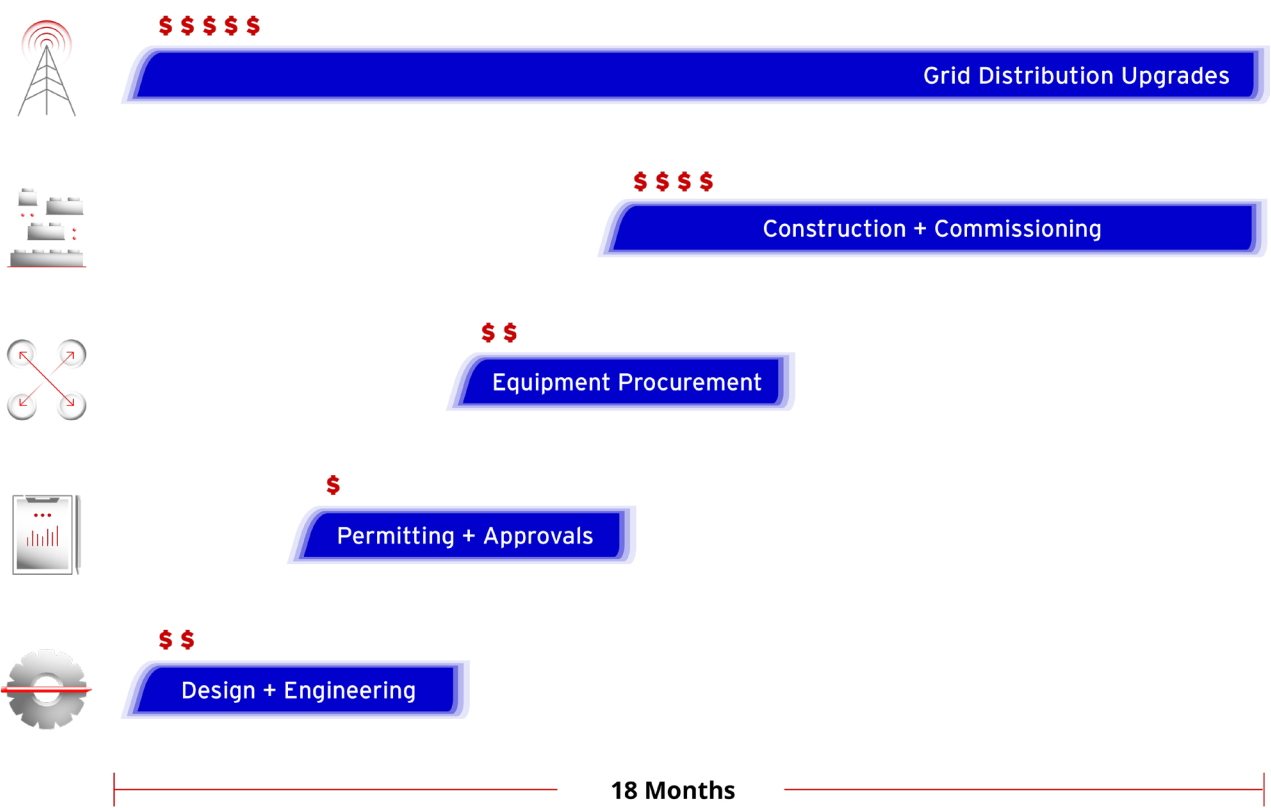 $ $ $ $ $
Grid Distribution Upgrades
$ $ $ $
Construction + Commissioning
$ $
Equipment Procurement
$
Permitting + Approvals
$ $
Design + Engineering
18 Months